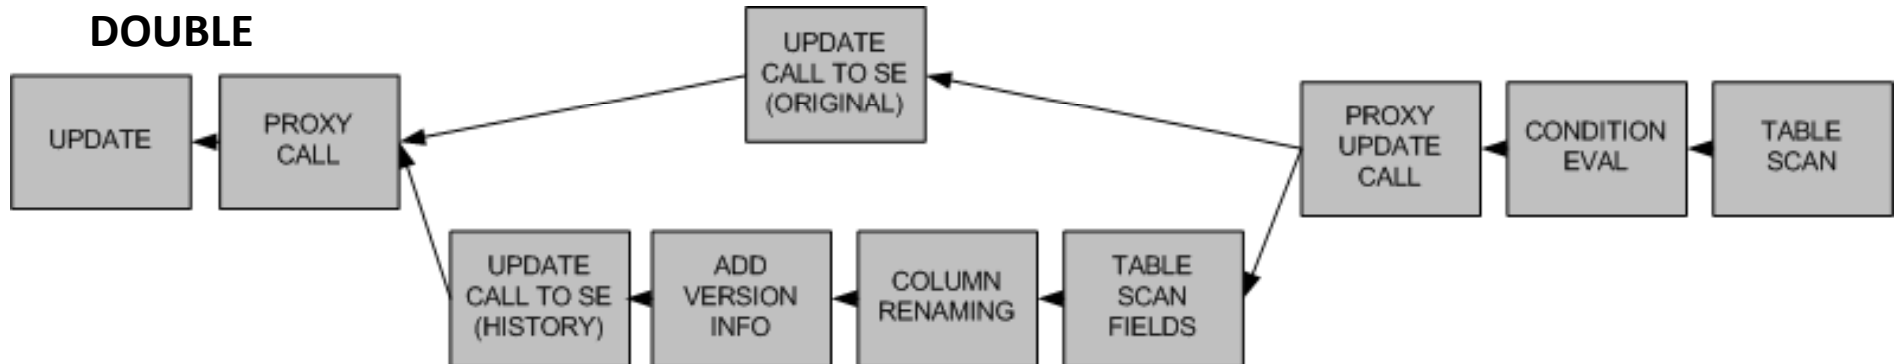 DOUBLE
UPDATE
PROXY
CALL
UPDATE
CALL TO SE
(ORIGINAL)
PROXY
UPDATE
CALL
CONDITION
EVAL
TABLE
SCAN
UPDATE
CALL TO SE
(HISTORY)
ADD
VERSION
INFO
COLUMN
RENAMING
TABLE
SCAN
FIELDS